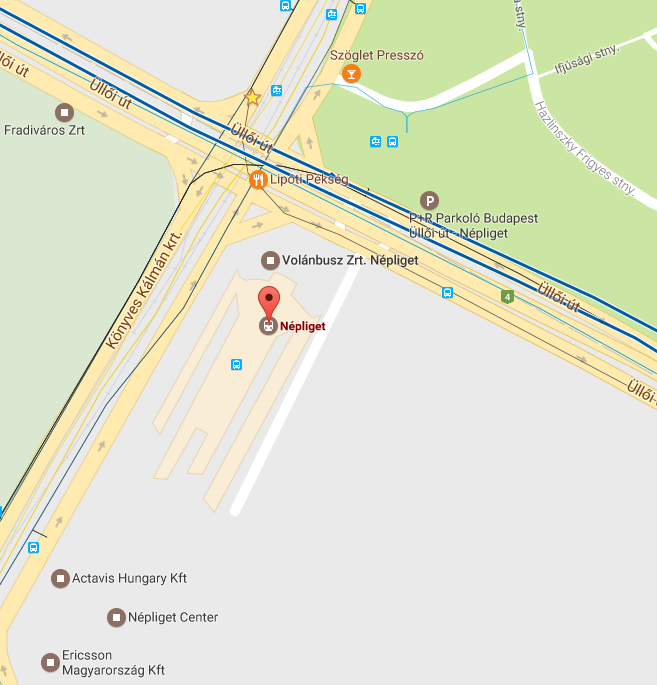 a stny.
Szöglet Presszó
Ifjúsági stny.
Üllői út
Üllői út
Hazlinszky Frigyes stny.
Fradiváros Zrt
Üllői út
Lipóti Pékség
P
P+R Parkoló Budapest
Üllői út - Népliget
Könyves Kálmán krt.
Volánbusz Zrt. Népliget
Üllői út
4
Népliget
Üllői
Actavis Hungary Kft
Népliget Center
Ericsson
Magyarország Kft